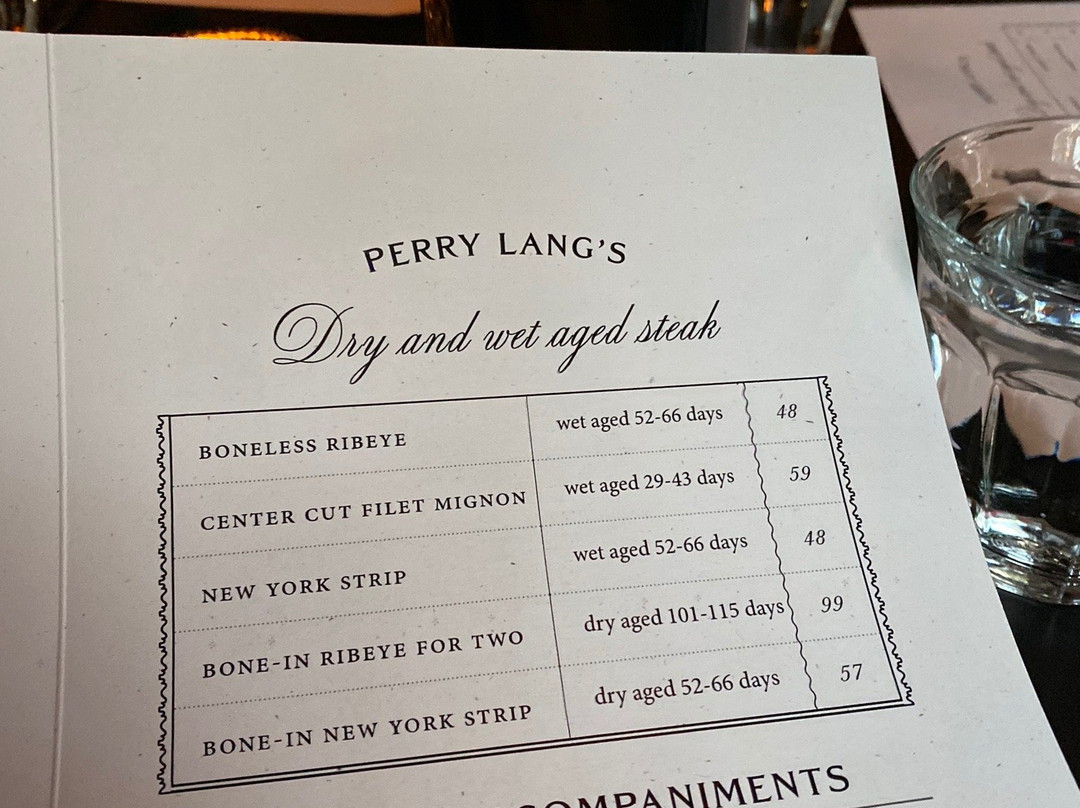 PERRY LANG'S
Dry and wet aged steak
BONELESS RIBEYE wet aged 52-66 days 48
CENTER CUT FILET MIGNON wet aged 29-43 days 59
NEW YORK STRIP wet aged 52-66 days 48
BONE-IN RIBEYE FOR TWO dry aged 101-115 days 99
BONE-IN NEW YORK STRIP dry aged 52-66 days 57